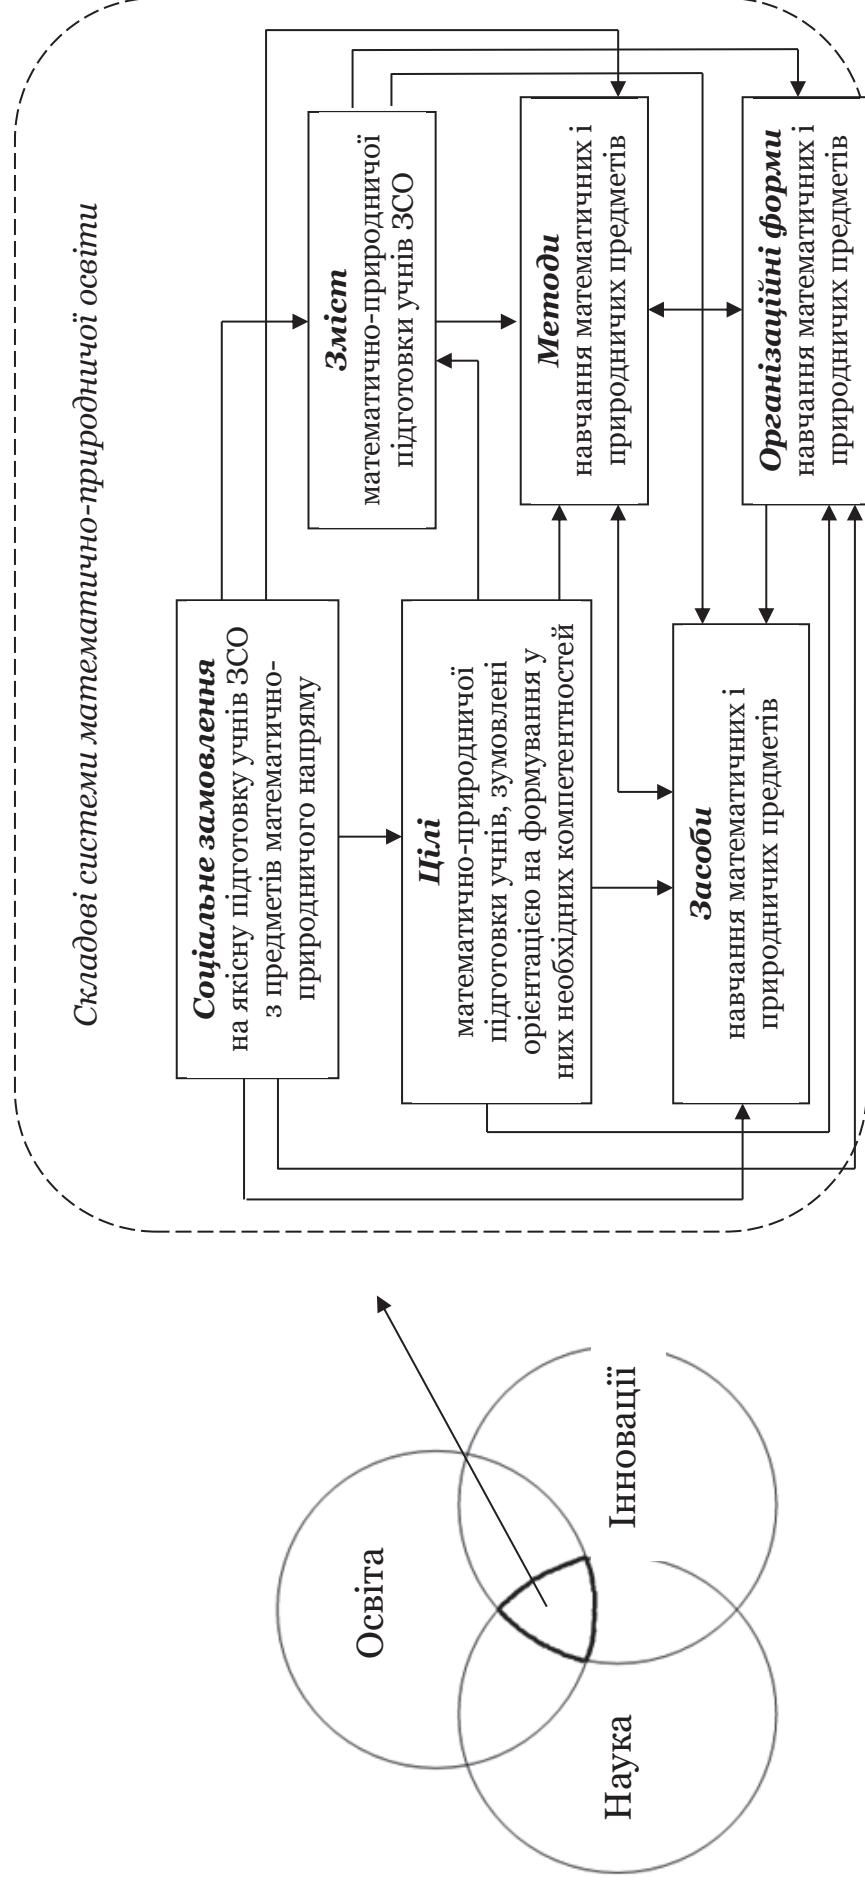 Складові системи математично-природничої освіти
Соціальне замовлення
на якісну підготовку учнів ЗСО
з предметів математично-
природничого напряму
Зміст
математично-природничої
підготовки учнів ЗСО
Цілі
математично-природничої
підготовки учнів, зумовлені
орієнтацією на формування у
них необхідних компетентностей
Методи
навчання математичних і
природничих предметів
Засоби
навчання математичних і
природничих предметів
Організаційні форми
навчання математичних і
природничих предметів
Освіта
Наука
Інновації